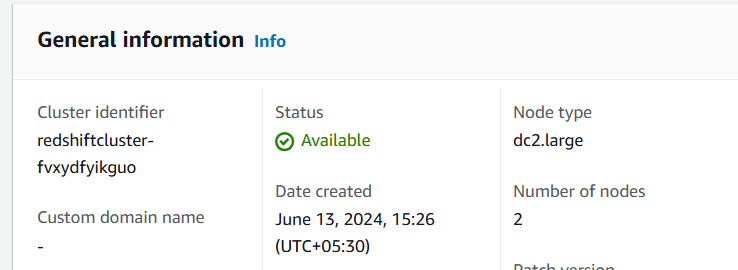 General information Info
Cluster identifier
redshiftcluster-
fvxydfyikguo
Custom domain name
-
Status
Available
Date created
June 13, 2024, 15:26
(UTC+05:30)
Node type
dc2.large
Number of nodes
2
Patch version